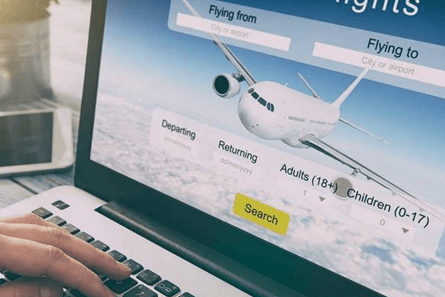 flights
Flying from
City or airport
Flying to
City or airport
Departing
dd/mm/yyyy
Returning
dd/mm/yyyy
Adults (18+)
1
Children (0-17)
0
Search